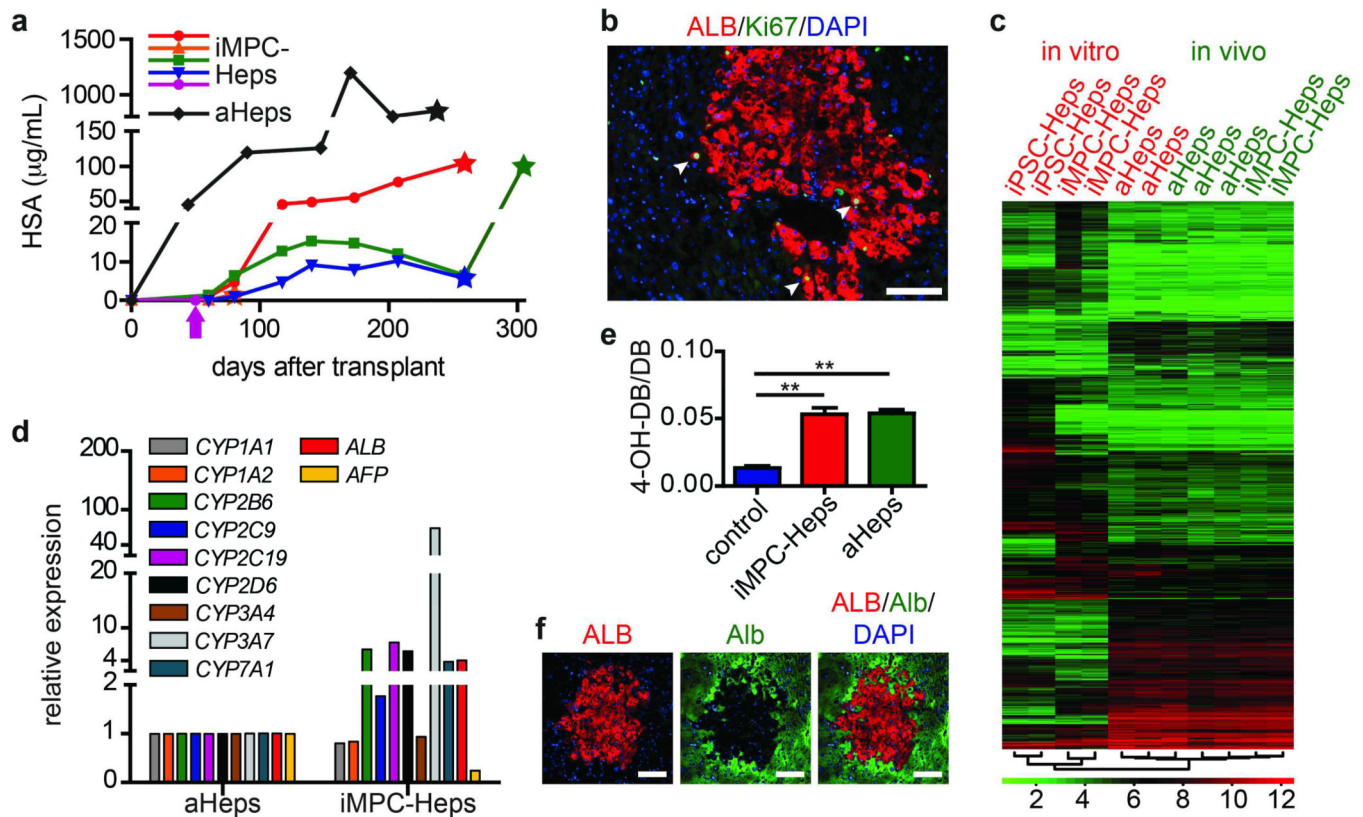 a
1500
1000
900
150
100
50
20
10
0
HSA (µg/mL)
iMPC-
Heps
aHeps
0
100
200
300
days after transplant
b
ALB/Ki67/DAPI
c
in vitro
in vivo
iPSC-Heps
iPSC-Heps
iMPC-Heps
iMPC-Heps
aHeps
aHeps
aHeps
aHeps
aHeps
iMPC-Heps
iMPC-Heps
2
4
6
8
10
12
d
200
100
40
20
10
4
2
1
0
relative expression
CYP1A1
CYP1A2
CYP2B6
CYP2C9
CYP2C19
CYP2D6
CYP3A4
CYP3A7
CYP7A1
ALB
AFP
aHeps
iMPC-Heps
e
0.10
0.05
0.00
4-OH-DB/DB
**
**
control
iMPC-Heps
aHeps
f
ALB
Alb
ALB/Alb/
DAPI